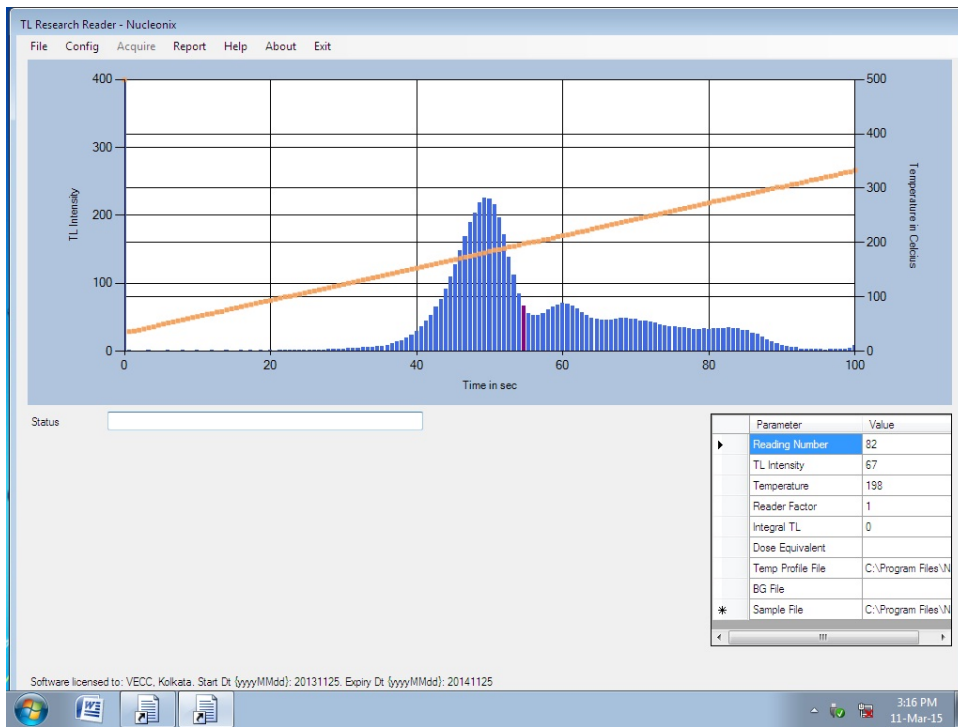 TL Research Reader - Nucleonix
File Config Acquire Report Help About Exit
400
300
200
100
0
TL Intensity
500
400
300
200
100
0
Temperature in Celcius
0 20 40 60 80 100
Time in sec
Status
Parameter Value
Reading Number 82
TL Intensity 67
Temperature 198
Reader Factor 1
Integral TL 0
Dose Equivalent
Temp Profile File C:\Program Files\N
BG File
Sample File C:\Program Files\N
Software licensed to: VECC, Kolkata. Start Dt {yyyyMMdd}: 20131125. Expiry Dt {yyyyMMdd}: 20141125
3:16 PM
11-Mar-15